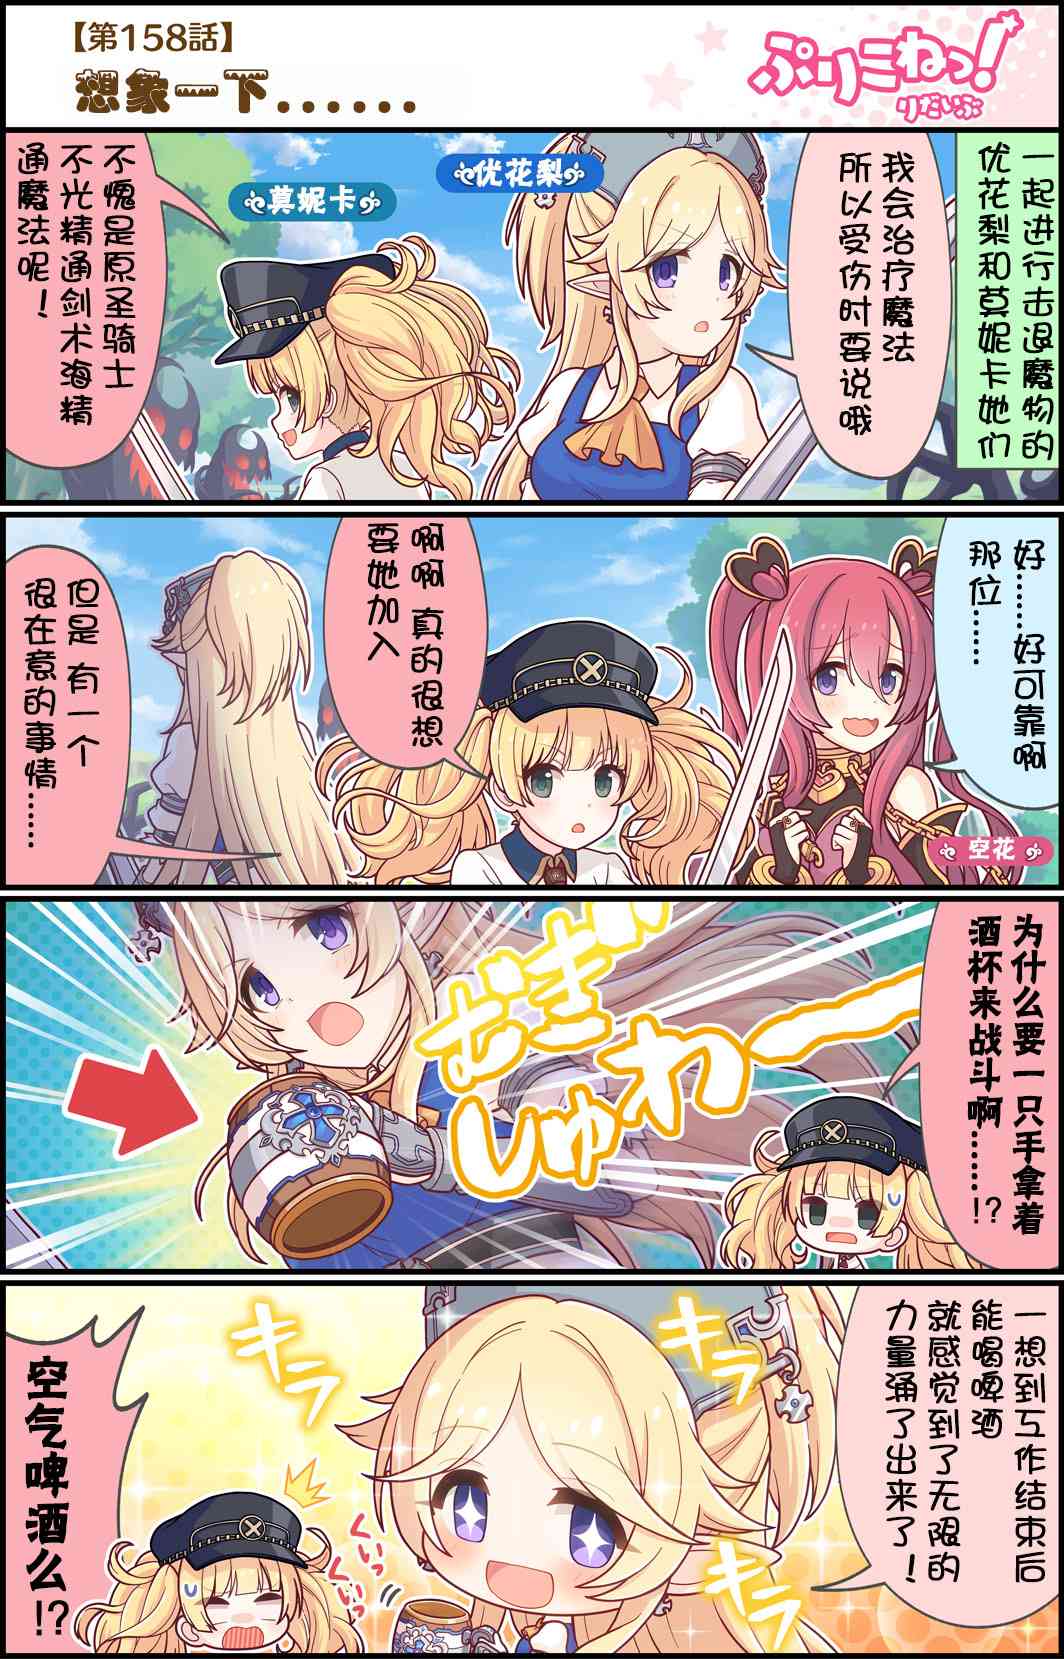 【第158話】
想象一下......
ぷりこねっ!
りだいぶ
一起进行击退魔物的
优花梨和莫妮卡她们
我会治疗魔法
所以受伤时要说哦
优花梨
莫妮卡
不愧是原圣骑士
不光精通剑术海精
通魔法呢！
好……好可靠啊
那位……
空花
啊啊 真的很想
要她加入
但是 有一个
很在意的事情……
为什么要一只手拿着
酒杯来战斗啊……!?
むぎ
しゅわー
一想到工作结束后
能喝啤酒
就感觉到了无限的
力量涌了出来了！
キラ
キラ
キラ
キラ
くいっ
くいっ
空气啤酒么!?